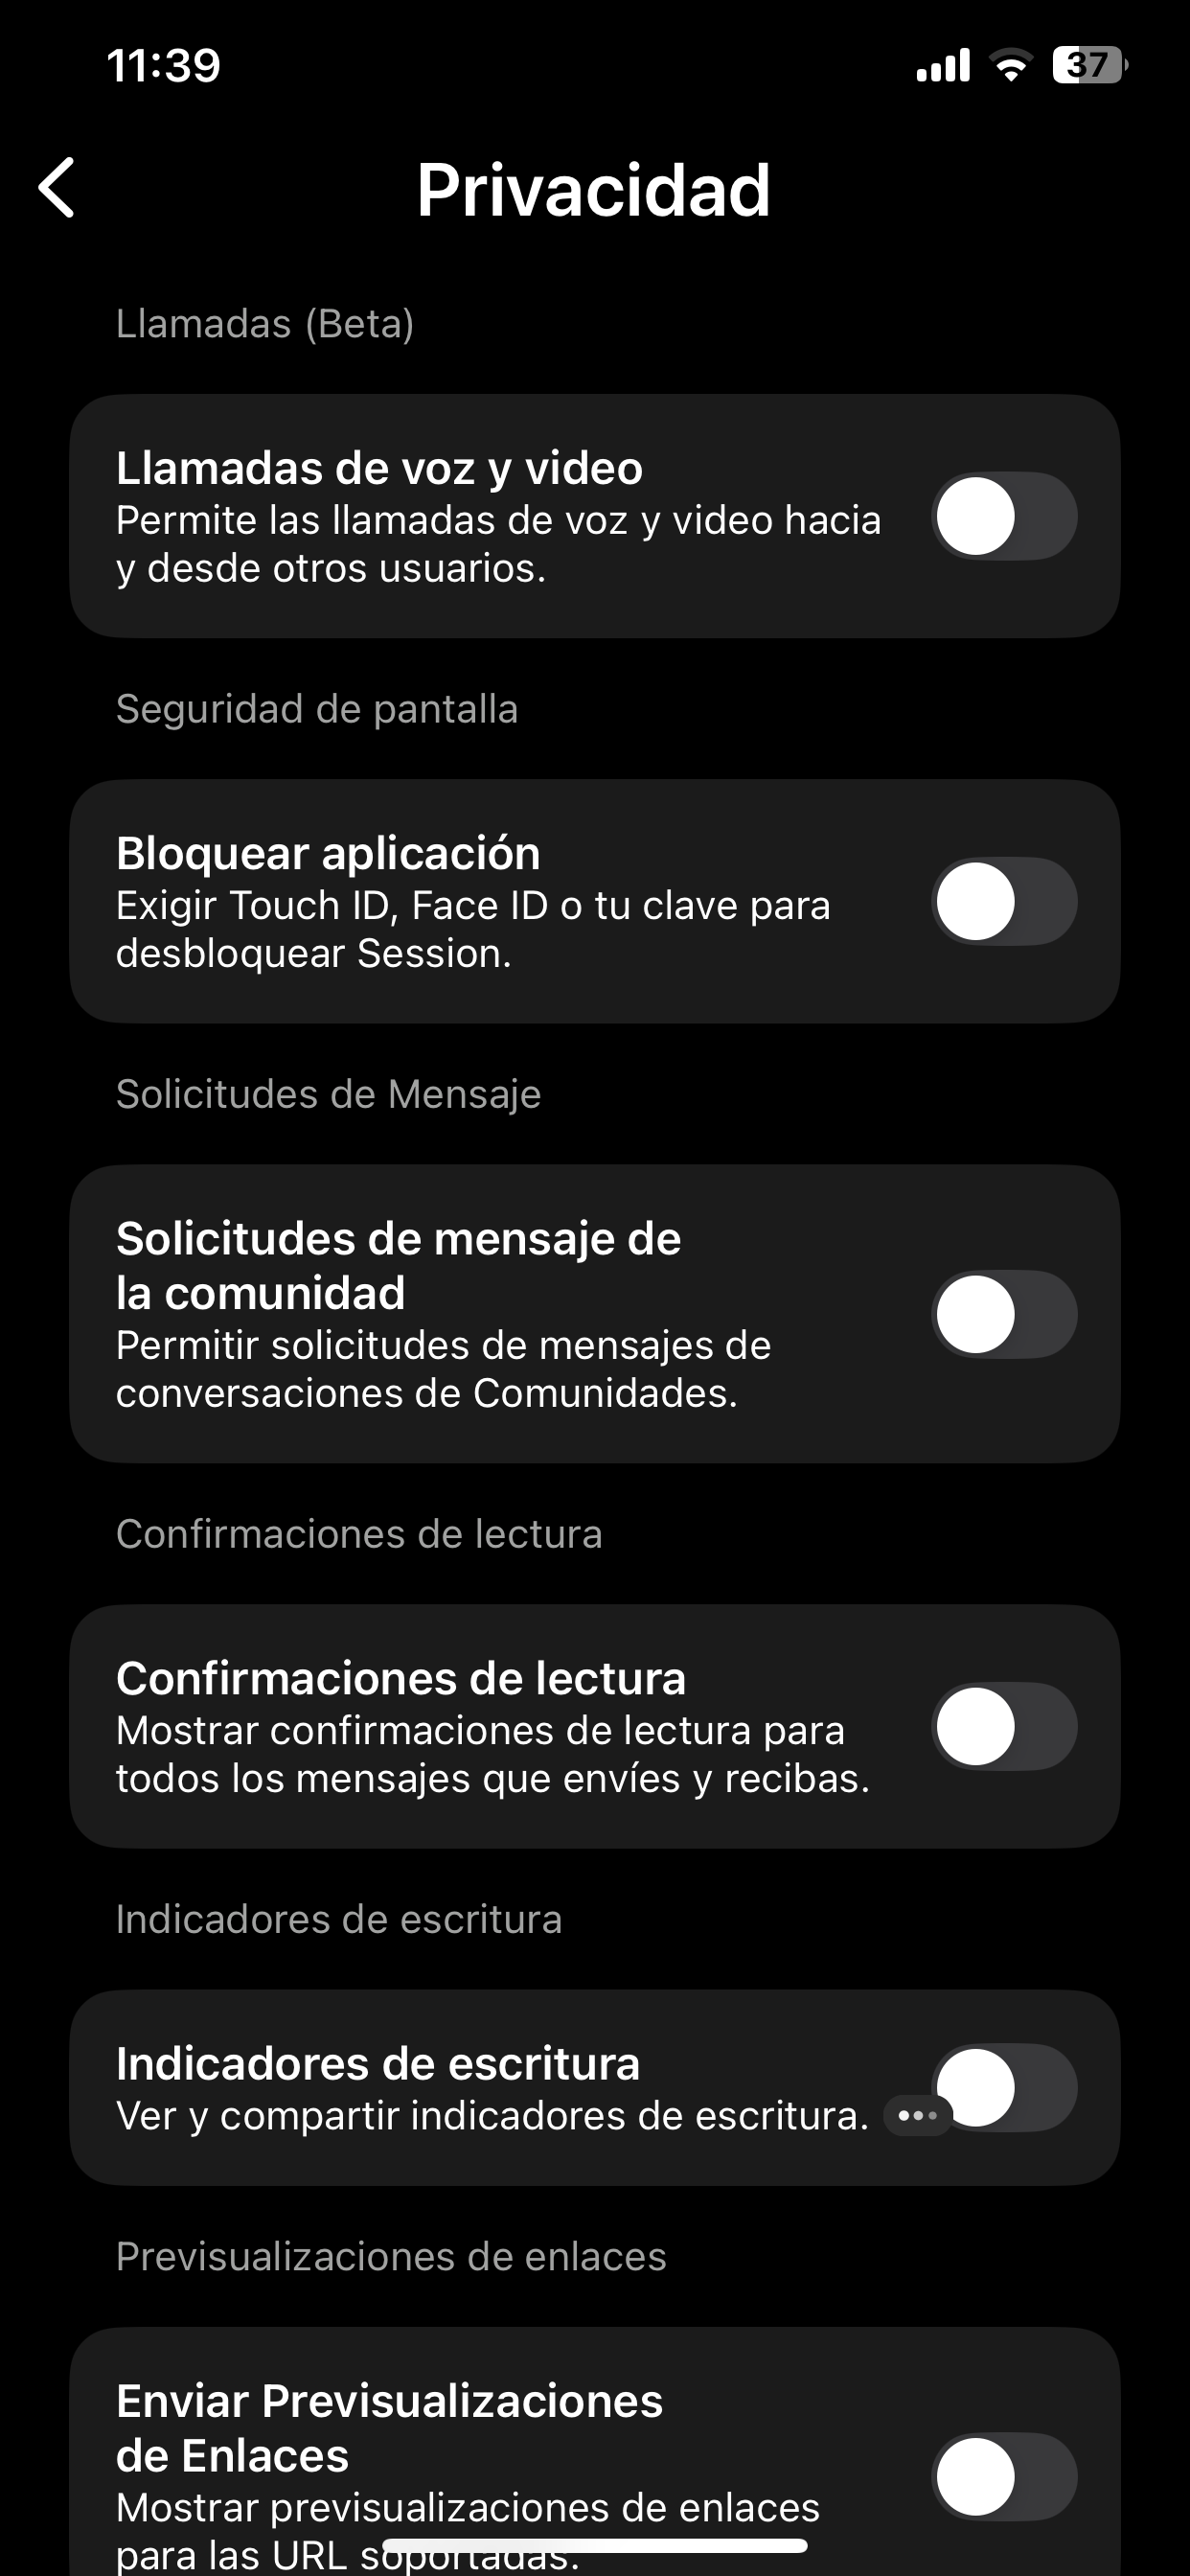 11:39
37
Privacidad
Llamadas (Beta)
Llamadas de voz y video
Permite las llamadas de voz y video hacia
y desde otros usuarios.
Seguridad de pantalla
Bloquear aplicación
Exigir Touch ID, Face ID o tu clave para
desbloquear Session.
Solicitudes de Mensaje
Solicitudes de mensaje de
la comunidad
Permitir solicitudes de mensajes de
conversaciones de Comunidades.
Confirmaciones de lectura
Confirmaciones de lectura
Mostrar confirmaciones de lectura para
todos los mensajes que envíes y recibas.
Indicadores de escritura
Indicadores de escritura
Ver y compartir indicadores de escritura.
Previsualizaciones de enlaces
Enviar Previsualizaciones
de Enlaces
Mostrar previsualizaciones de enlaces
para las URL soportadas.